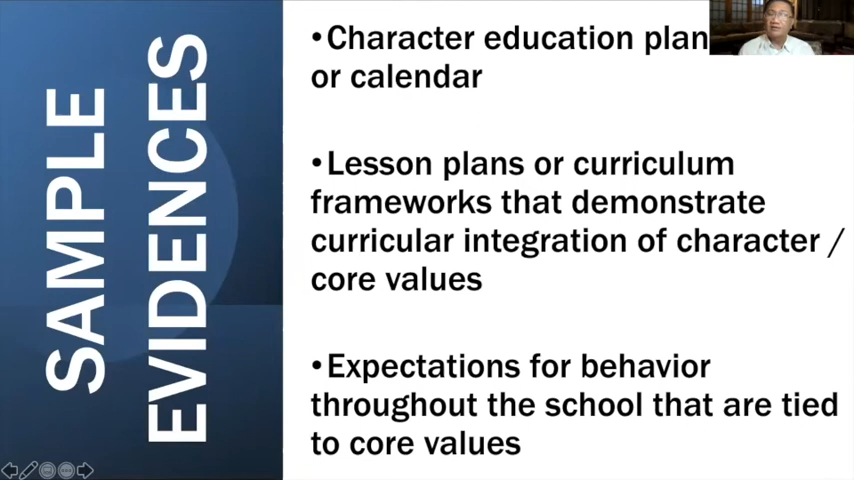 SAMPLE
EVIDENCES
•Character education plan
or calendar
•Lesson plans or curriculum
frameworks that demonstrate
curricular integration of character /
core values
•Expectations for behavior
throughout the school that are tied
to core values